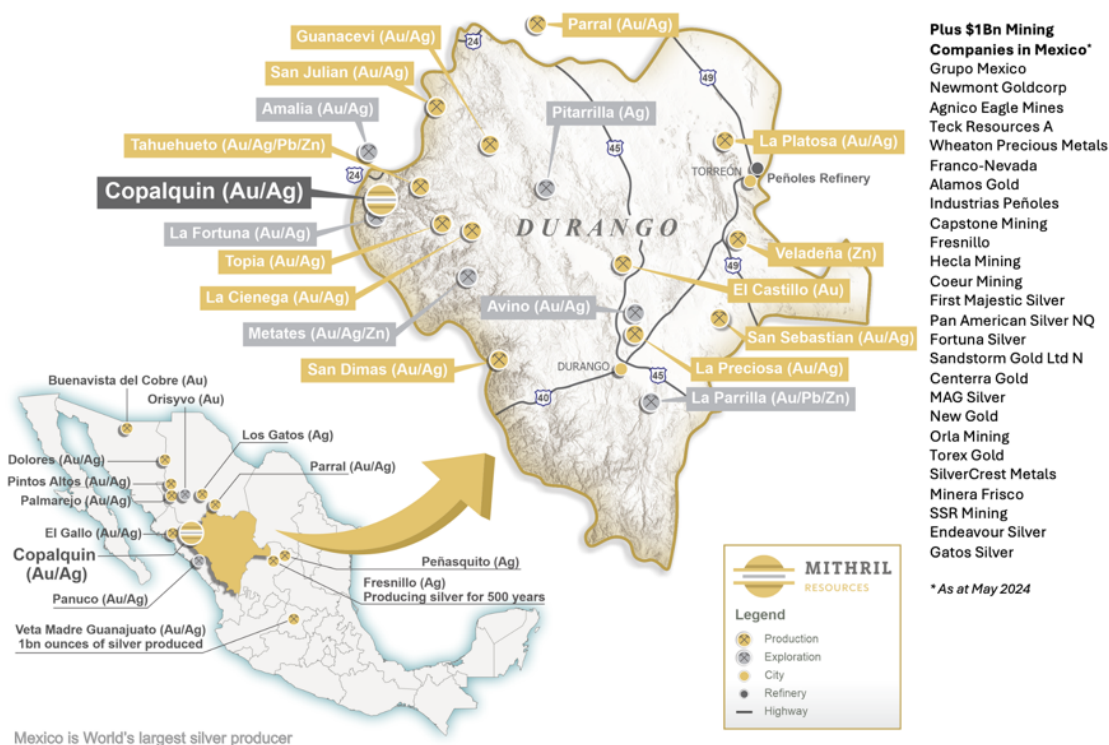 Parral (Au/Ag)
Guanacevi (Au/Ag)
24
San Julian (Au/Ag)
49
Amalia (Au/Ag)
Pitarrilla (Ag)
Tahuehueto (Au/Ag/Pb/Zn)
45
La Platosa (Au/Ag)
24
TORREÓN
Peñoles Refinery
Copalquin (Au/Ag)
La Fortuna (Au/Ag)
DURANGO
Topia (Au/Ag)
Veladeña (Zn)
49
La Cienega (Au/Ag)
El Castillo (Au)
Metates (Au/Ag/Zn)
Avino (Au/Ag)
San Sebastian (Au/Ag)
San Dimas (Au/Ag)
DURANGO
La Preciosa (Au/Ag)
45
40
La Parrilla (Au/Pb/Zn)
Buenavista del Cobre (Au)
Orisyvo (Au)
Los Gatos (Ag)
Dolores (Au/Ag)
Parral (Au/Ag)
Pintos Altos (Au/Ag)
Palmarejo (Au/Ag)
El Gallo (Au/Ag)
Copalquin
(Au/Ag)
Peñasquito (Ag)
Panuco (Au/Ag)
Fresnillo (Ag)
Producing silver for 500 years
Veta Madre Guanajuato (Au/Ag)
1bn ounces of silver produced
Mexico is World's largest silver producer
MITHRIL
RESOURCES
Legend
Production
Exploration
City
Refinery
Highway
Plus $1Bn Mining
Companies in Mexico*
Grupo Mexico
Newmont Goldcorp
Agnico Eagle Mines
Teck Resources A
Wheaton Precious Metals
Franco-Nevada
Alamos Gold
Industrias Peñoles
Capstone Mining
Fresnillo
Hecla Mining
Coeur Mining
First Majestic Silver
Pan American Silver NQ
Fortuna Silver
Sandstorm Gold Ltd N
Centerra Gold
MAG Silver
New Gold
Orla Mining
Torex Gold
SilverCrest Metals
Minera Frisco
SSR Mining
Endeavour Silver
Gatos Silver
* As at May 2024